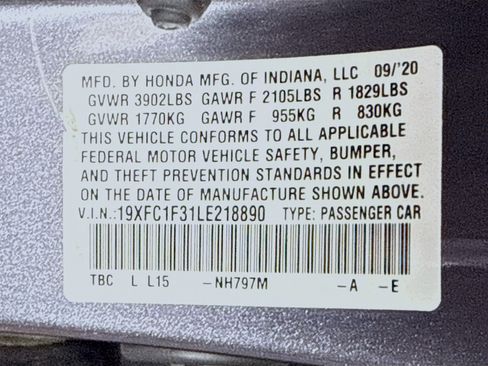 MFD. BY HONDA MFG. OF INDIANA, LLC 09/'20
GVWR 3902LBS GAWR F 2105LBS R 1829LBS
GVWR 1770KG GAWR F 955KG R 830KG
THIS VEHICLE CONFORMS TO ALL APPLICABLE
FEDERAL MOTOR VEHICLE SAFETY, BUMPER,
AND THEFT PREVENTION STANDARDS IN EFFECT
ON THE DATE OF MANUFACTURE SHOWN ABOVE.
V.I.N.:19XFC1F31LE218890 TYPE: PASSENGER CAR
TBC L L15 -NH797M -A -E